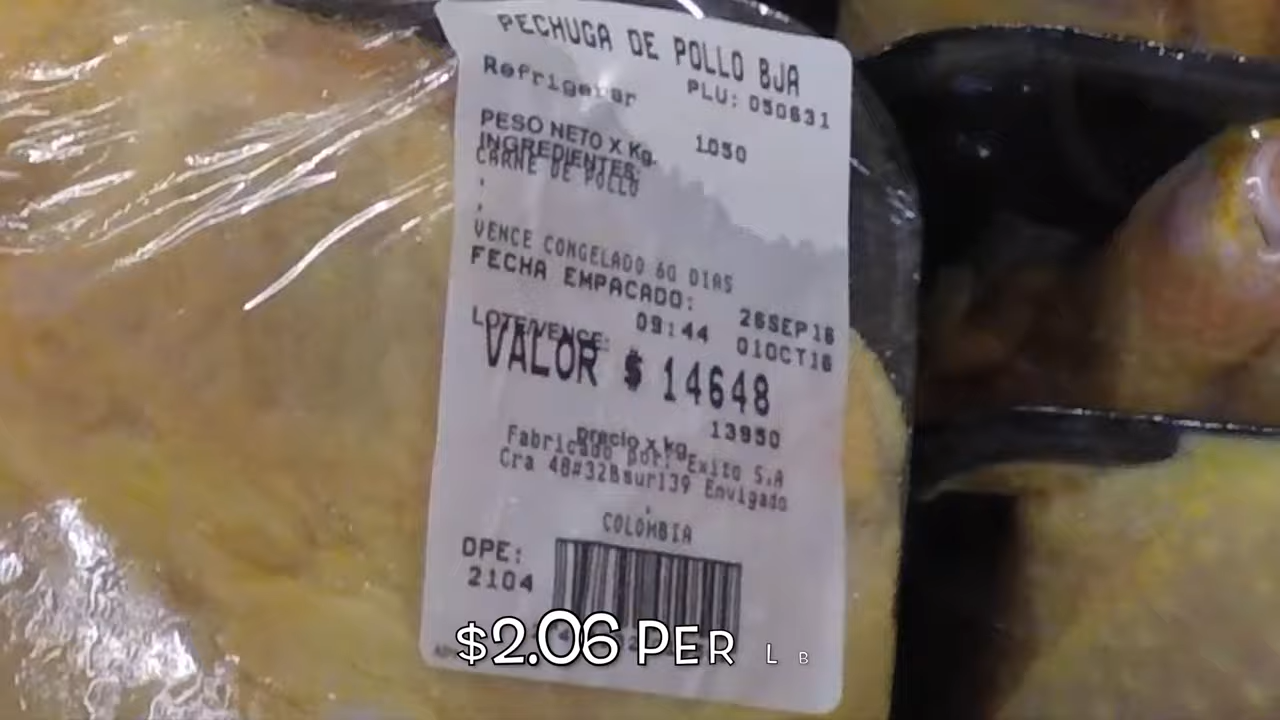 PECHUGA DE POLLO BJA
Refrigerar PLU: 050631
PESO NETO x Kg. 1050
INGREDIENTES:
CARNE DE POLLO
,
,
VENCE CONGELADO 60 DIAS
FECHA EMPACADO: 26SEP16
LOTE/VENCE: 09:44 01OCT16
VALOR $ 14648
precio x kg 13950
Fabricado por: Exito S.A
Cra 48#32Bsur139 Envigado
COLOMBIA
OPE:
2104
$2.06 PER LB